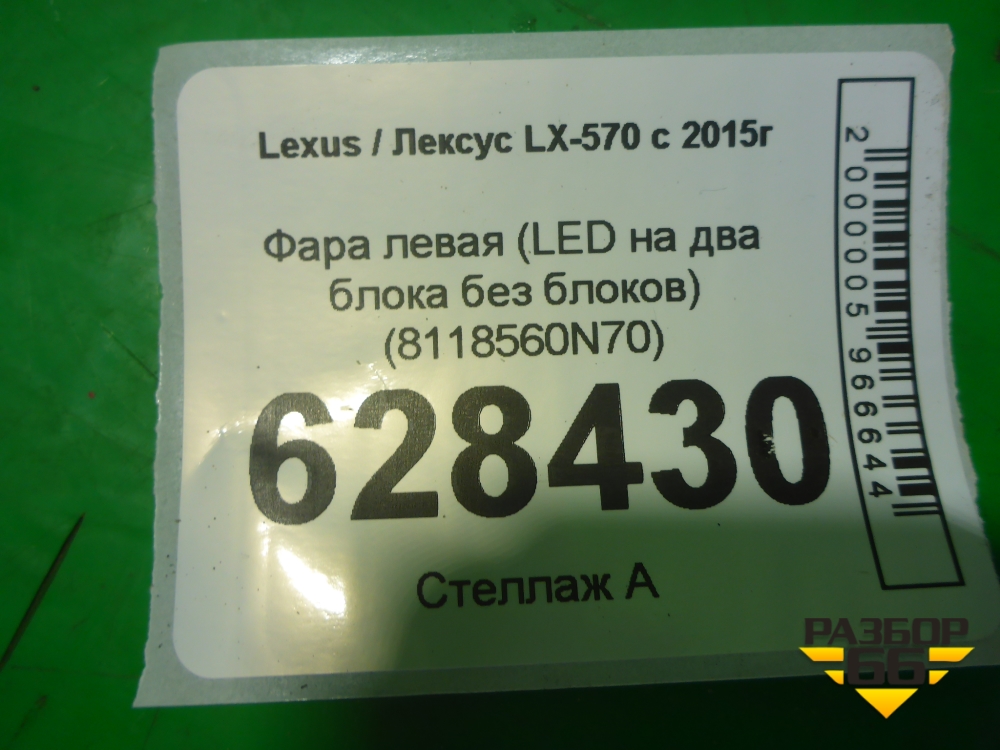 Lexus / Лексус LX-570 с 2015г
Фара левая (LED на два
блока без блоков)
(8118560N70)
628430
Стеллаж А
2000005966644
РАЗБОР
66